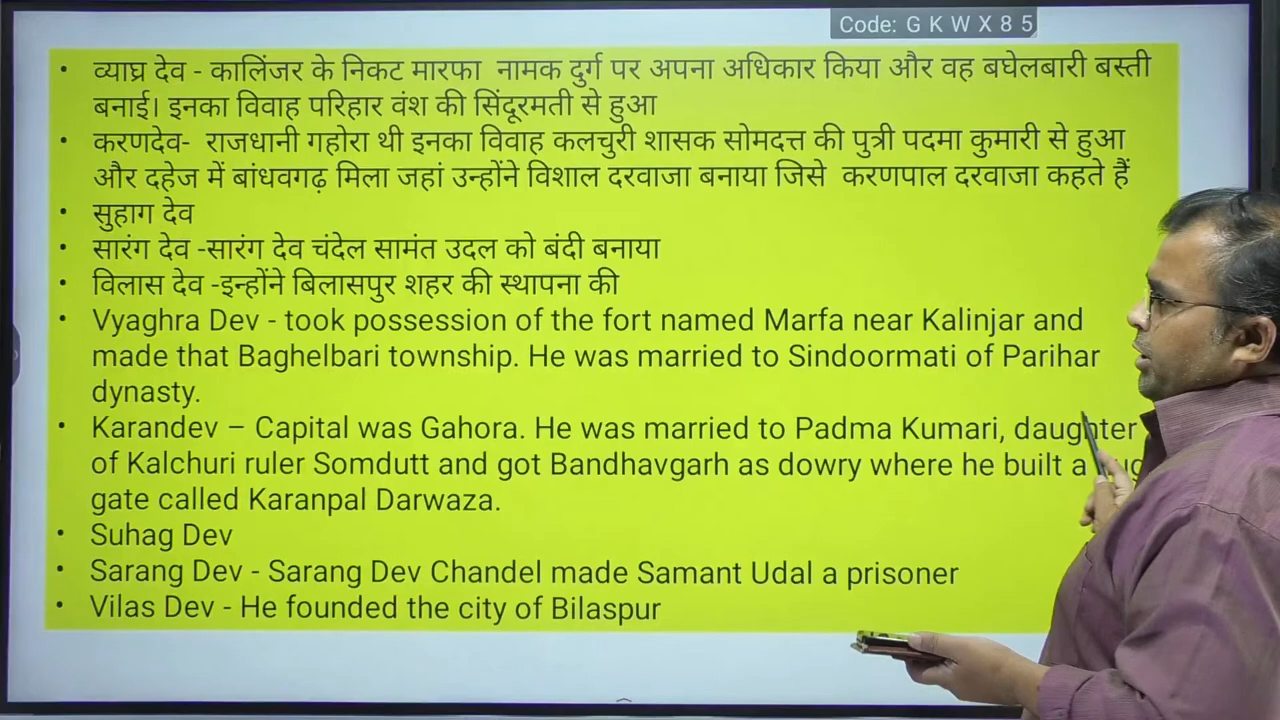 Code: G K W X 8 5
• व्याघ्र देव - कालिंजर के निकट मारफा नामक दुर्ग पर अपना अधिकार किया और वह बघेलबारी बस्ती
बनाई। इनका विवाह परिहार वंश की सिंदूरमती से हुआ
• करणदेव- राजधानी गहोरा थी इनका विवाह कलचुरी शासक सोमदत्त की पुत्री पदमा कुमारी से हुआ
और दहेज में बांधवगढ़ मिला जहां उन्होंने विशाल दरवाजा बनाया जिसे करणपाल दरवाजा कहते हैं
• सुहाग देव
• सारंग देव -सारंग देव चंदेल सामंत उदल को बंदी बनाया
• विलास देव -इन्होंने बिलासपुर शहर की स्थापना की
• Vyaghra Dev - took possession of the fort named Marfa near Kalinjar and
made that Baghelbari township. He was married to Sindoormati of Parihar
dynasty.
• Karandev – Capital was Gahora. He was married to Padma Kumari, daughter
of Kalchuri ruler Somdutt and got Bandhavgarh as dowry where he built a
gate called Karanpal Darwaza.
• Suhag Dev
• Sarang Dev - Sarang Dev Chandel made Samant Udal a prisoner
• Vilas Dev - He founded the city of Bilaspur